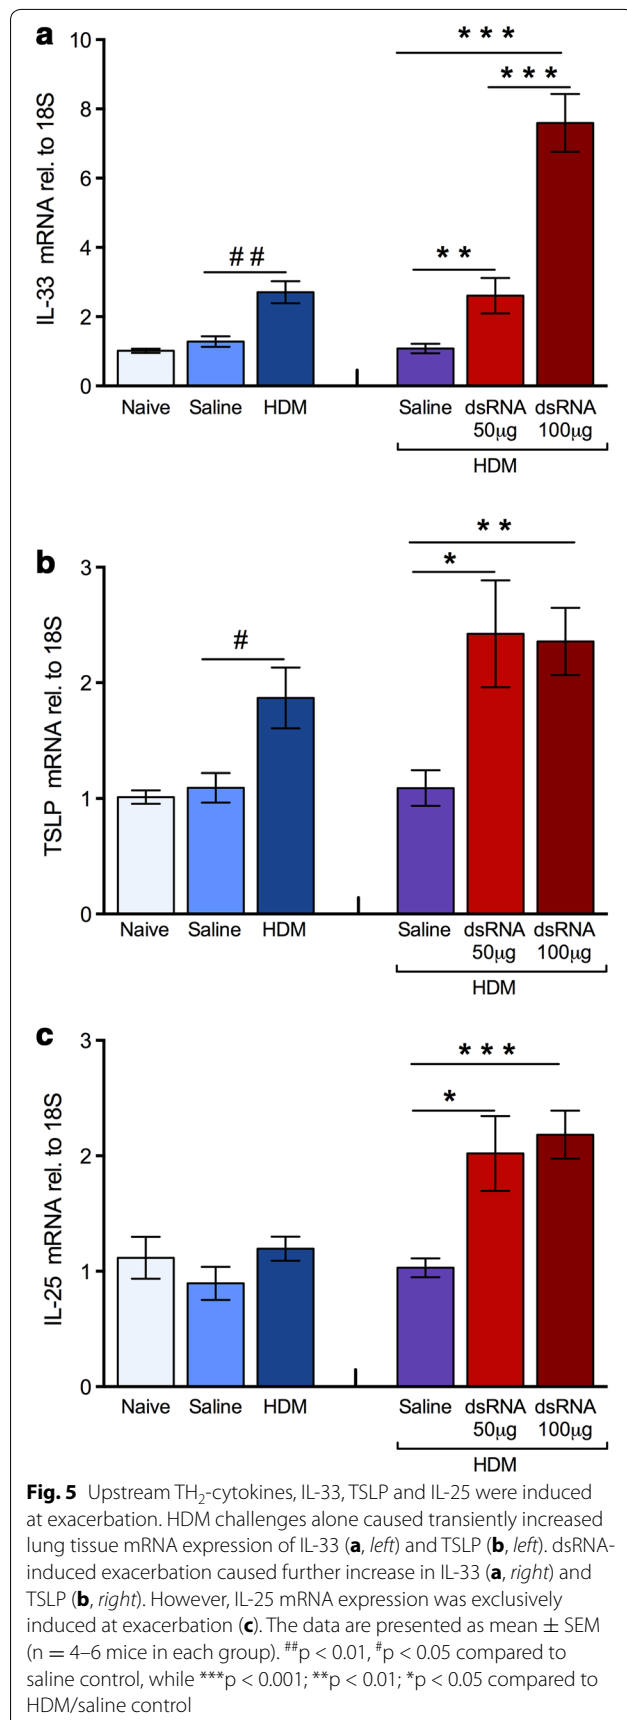 a
IL-33 mRNA rel. to 18S
10
8
6
4
2
0
# #
* * *
* * *
* *
Naive Saline HDM Saline dsRNA 50μg dsRNA 100μg
HDM
b
TSLP mRNA rel. to 18S
3
2
1
0
#
* *
*
Naive Saline HDM Saline dsRNA 50μg dsRNA 100μg
HDM
c
IL-25 mRNA rel. to 18S
3
2
1
0
* * *
*
Naive Saline HDM Saline dsRNA 50μg dsRNA 100μg
HDM
Fig. 5 Upstream TH2-cytokines, IL-33, TSLP and IL-25 were induced
at exacerbation. HDM challenges alone caused transiently increased
lung tissue mRNA expression of IL-33 (a, left) and TSLP (b, left). dsRNA-
induced exacerbation caused further increase in IL-33 (a, right) and
TSLP (b, right). However, IL-25 mRNA expression was exclusively
induced at exacerbation (c). The data are presented as mean ± SEM
(n = 4–6 mice in each group). ##p < 0.01, #p < 0.05 compared to
saline control, while ***p < 0.001; **p < 0.01; *p < 0.05 compared to
HDM/saline control